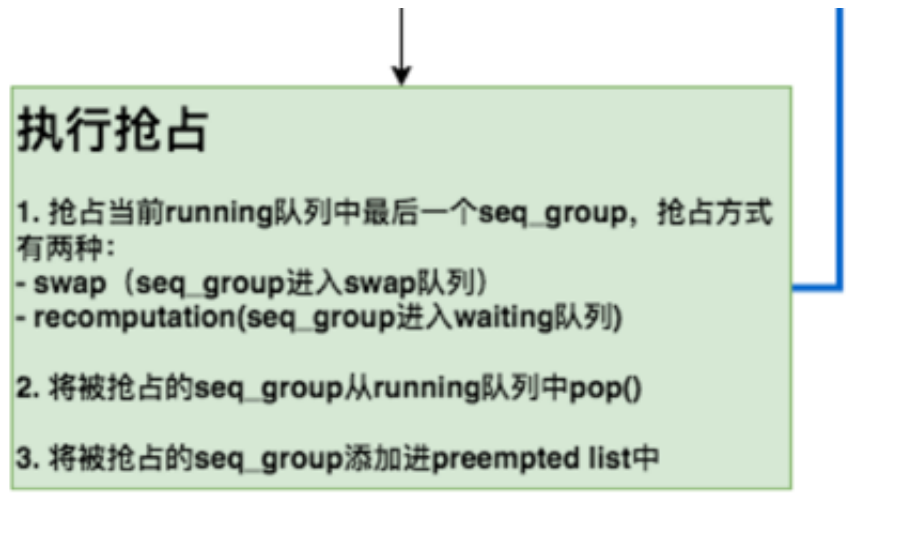 执行抢占
1. 抢占当前running队列中最后一个seq_group，抢占方式
有两种：
- swap（seq_group进入swap队列）
- recomputation(seq_group进入waiting队列)
2. 将被抢占的seq_group从running队列中pop()
3. 将被抢占的seq_group添加进preempted list中